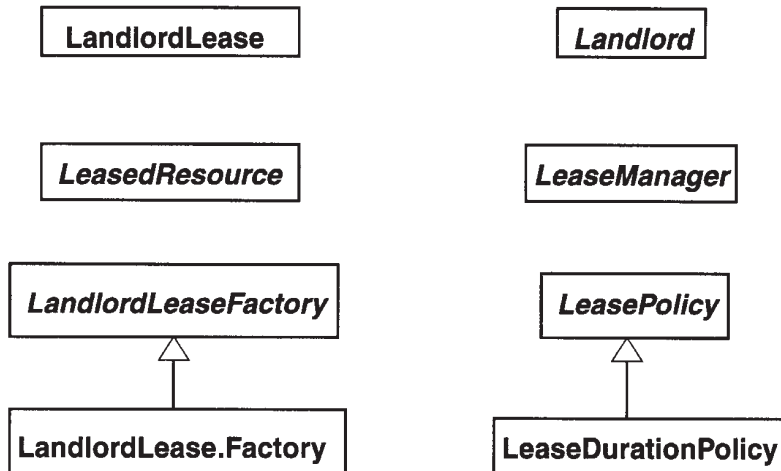 LandlordLease
Landlord
LeasedResource
LeaseManager
LandlordLeaseFactory
LeasePolicy
LandlordLease.Factory
LeaseDurationPolicy